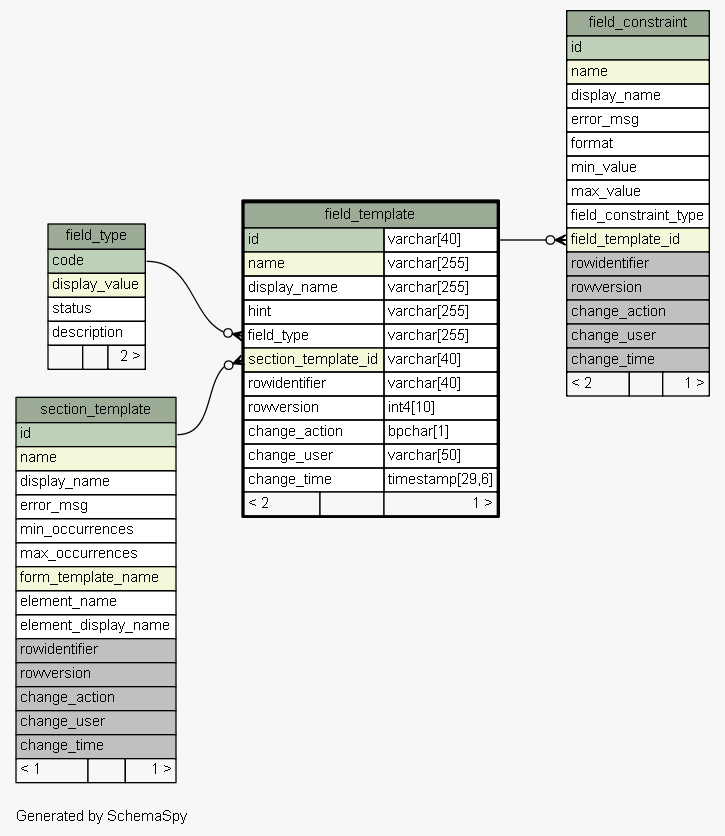 field_constraint
id
name
display_name
error_msg
format
min_value
max_value
field_constraint_type
field_template_id
rowidentifier
rowversion
change_action
change_user
change_time
< 2 1 >
field_template
id varchar[40]
name varchar[255]
display_name varchar[255]
hint varchar[255]
field_type varchar[255]
section_template_id varchar[40]
rowidentifier varchar[40]
rowversion int4[10]
change_action bpchar[1]
change_user varchar[50]
change_time timestamp[29,6]
< 2 1 >
field_type
code
display_value
status
description
2 >
section_template
id
name
display_name
error_msg
min_occurrences
max_occurrences
form_template_name
element_name
element_display_name
rowidentifier
rowversion
change_action
change_user
change_time
< 1 1 >
Generated by SchemaSpy